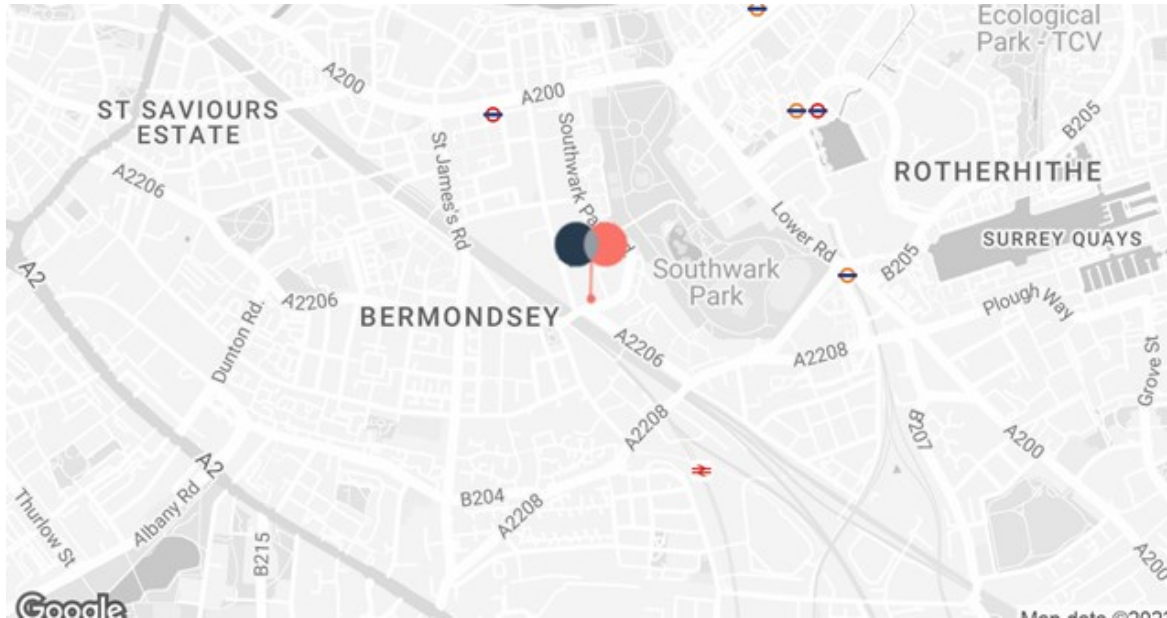 Ecological
Park - TCV
A200
A200
ST SAVIOURS
ESTATE
B205
St James's Rd
A2206
ROTHERHITHE
Lower Rd
SURREY QUAYS
B205
Southwark
Park
A2
Plough Way
A2206
BERMONDSEY
Dunton Rd.
A2206
A2208
Grove St
A2208
B207
A200
A2
B204
A2208
Thurlow St
Albany Rd
B215
A200
Google